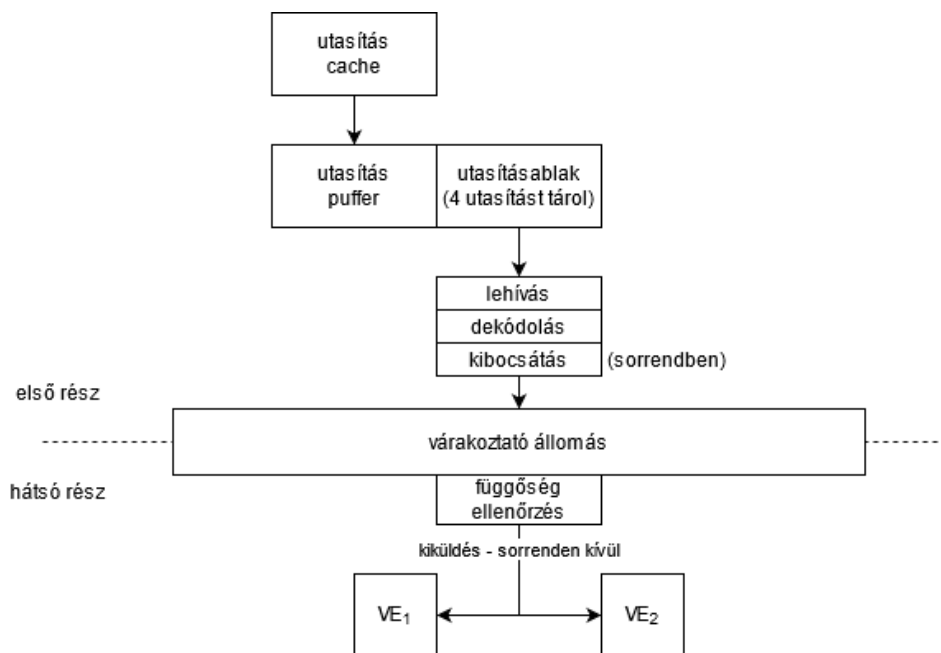 utasítás
cache
utasítás
puffer
utasításablak
(4 utasítást tárol)
lehívás
dekódolás
kibocsátás
(sorrendben)
első rész
várakoztató állomás
hátsó rész
függőség
ellenőrzés
kiküldés - sorrenden kívül
VE₁
VE₂